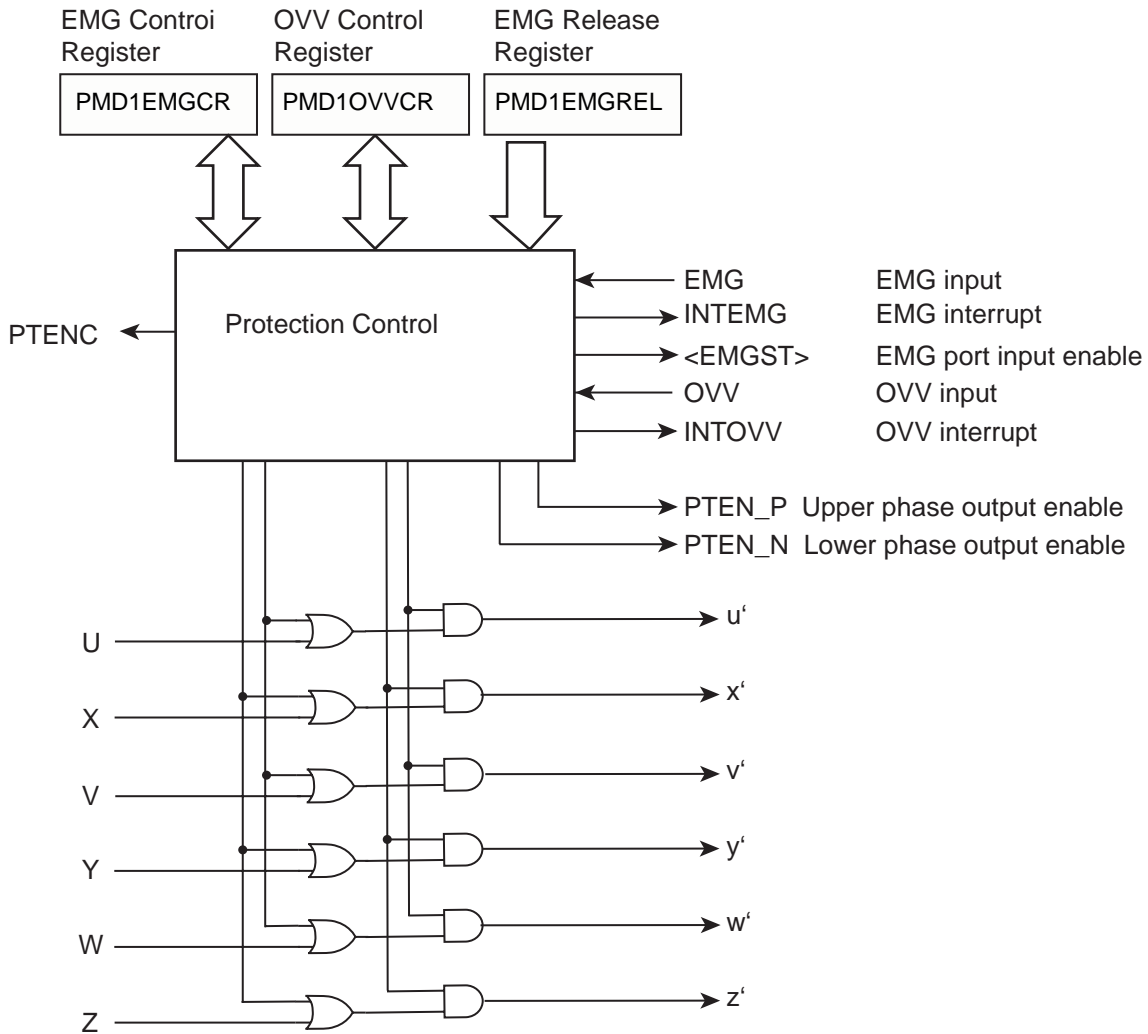 EMG Controi
Register
OVV Control
Register
EMG Release
Register
PMD1EMGCR
PMD1OVVCR
PMD1EMGREL
PTENC
Protection Control
EMG EMG input
INTEMG EMG interrupt
<EMGST> EMG port input enable
OVV OVV input
INTOVV OVV interrupt
PTEN_P Upper phase output enable
PTEN_N Lower phase output enable
U u‘
X x‘
V v‘
Y y‘
W w‘
Z z‘